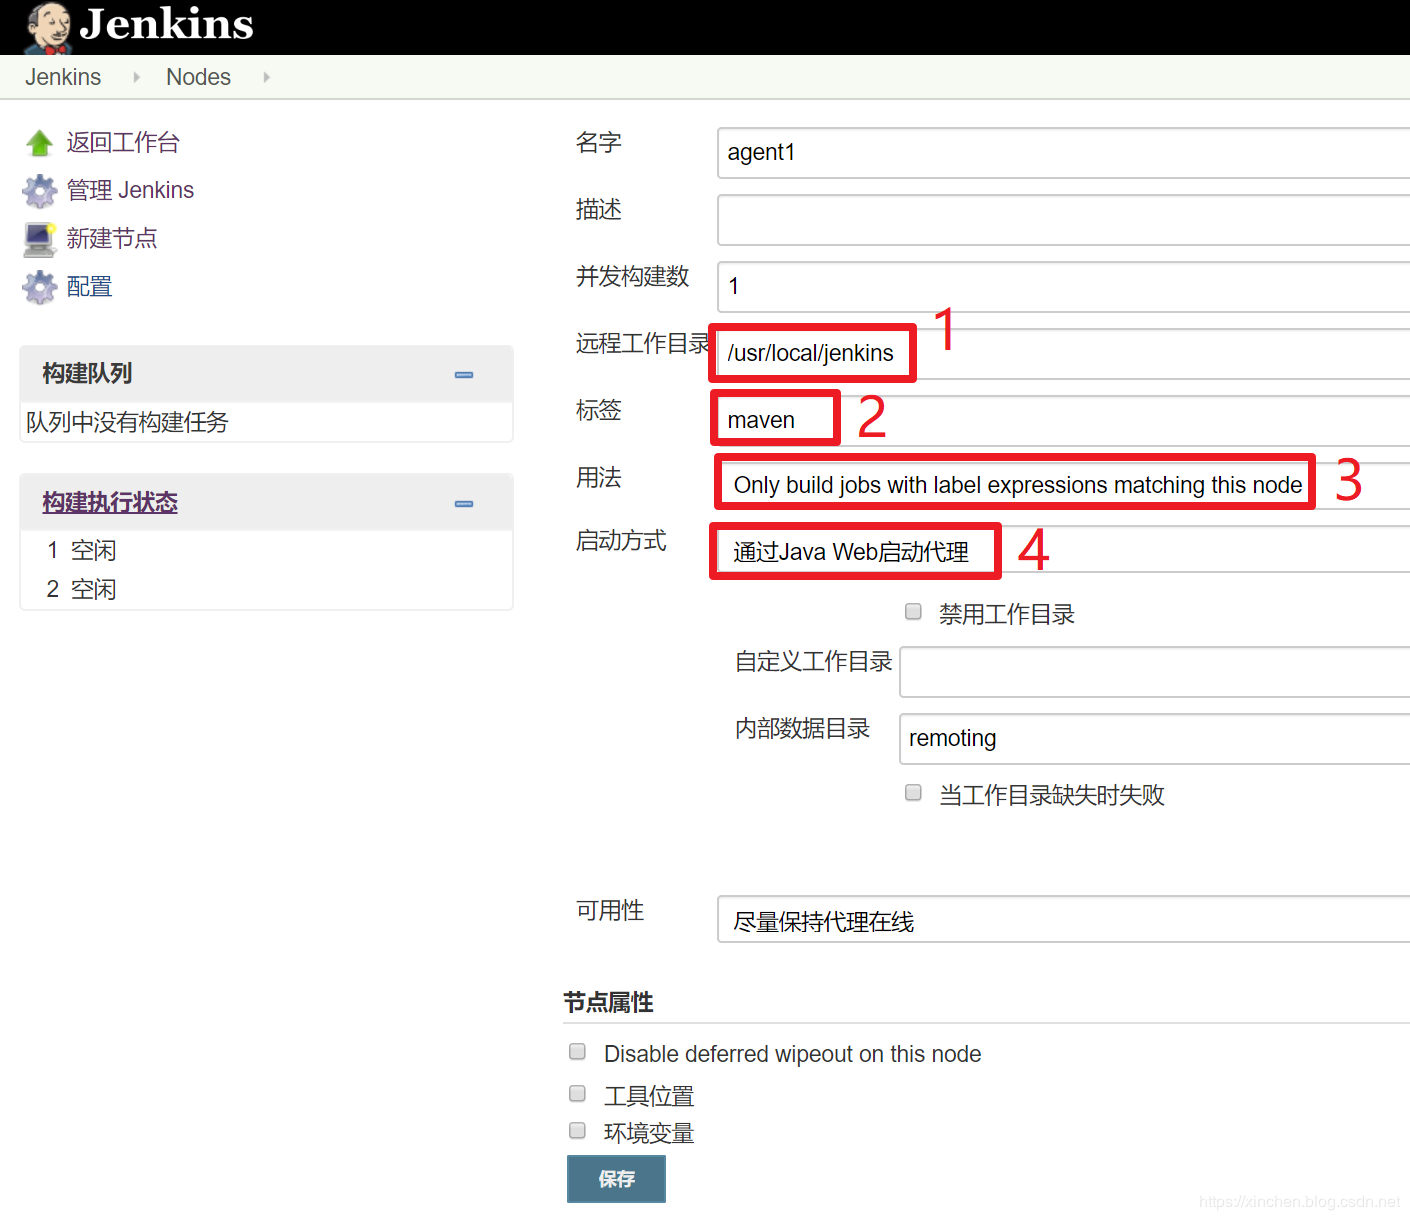 Jenkins
Jenkins Nodes
返回工作台
管理 Jenkins
新建节点
配置
构建队列
队列中没有构建任务
构建执行状态
1 空闲
2 空闲
名字 agent1
描述
并发构建数 1
远程工作目录 /usr/local/jenkins 1
标签 maven 2
用法 Only build jobs with label expressions matching this node 3
启动方式 通过Java Web启动代理 4
禁用工作目录
自定义工作目录
内部数据目录 remoting
当工作目录缺失时失败
可用性 尽量保持代理在线
节点属性
Disable deferred wipeout on this node
工具位置
环境变量
保存
https://xinchen.blog.csdn.net